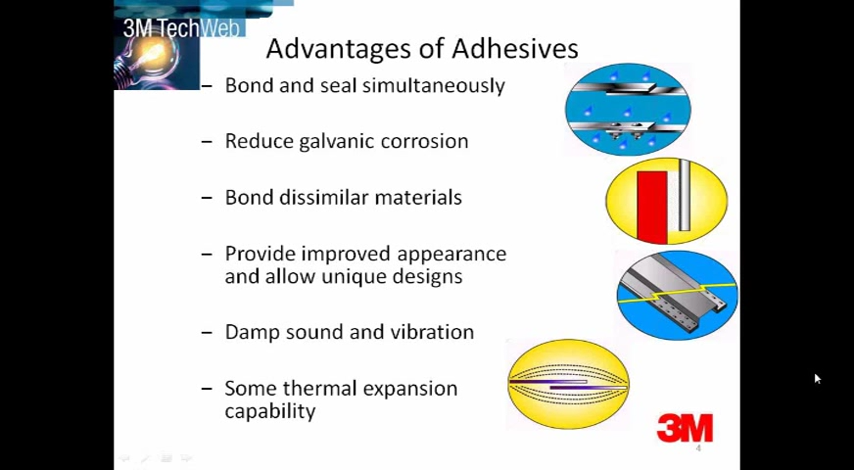 3M TechWeb
Advantages of Adhesives
– Bond and seal simultaneously
– Reduce galvanic corrosion
– Bond dissimilar materials
– Provide improved appearance
and allow unique designs
– Damp sound and vibration
– Some thermal expansion
capability
3M
4